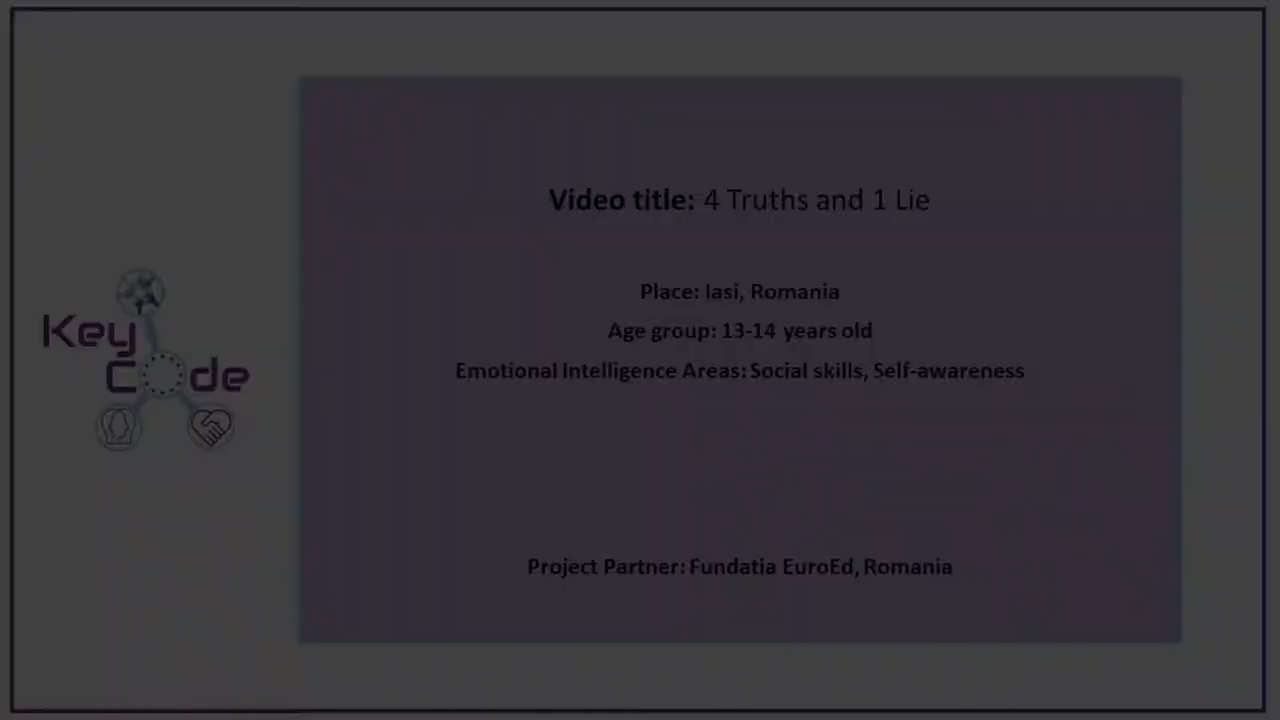 Video title: 4 Truths and 1 Lie
Place: Iasi, Romania
Age group: 13-14 years old
Emotional Intelligence Areas: Social skills, Self-awareness
Key
Code
Project Partner: Fundatia EuroEd, Romania